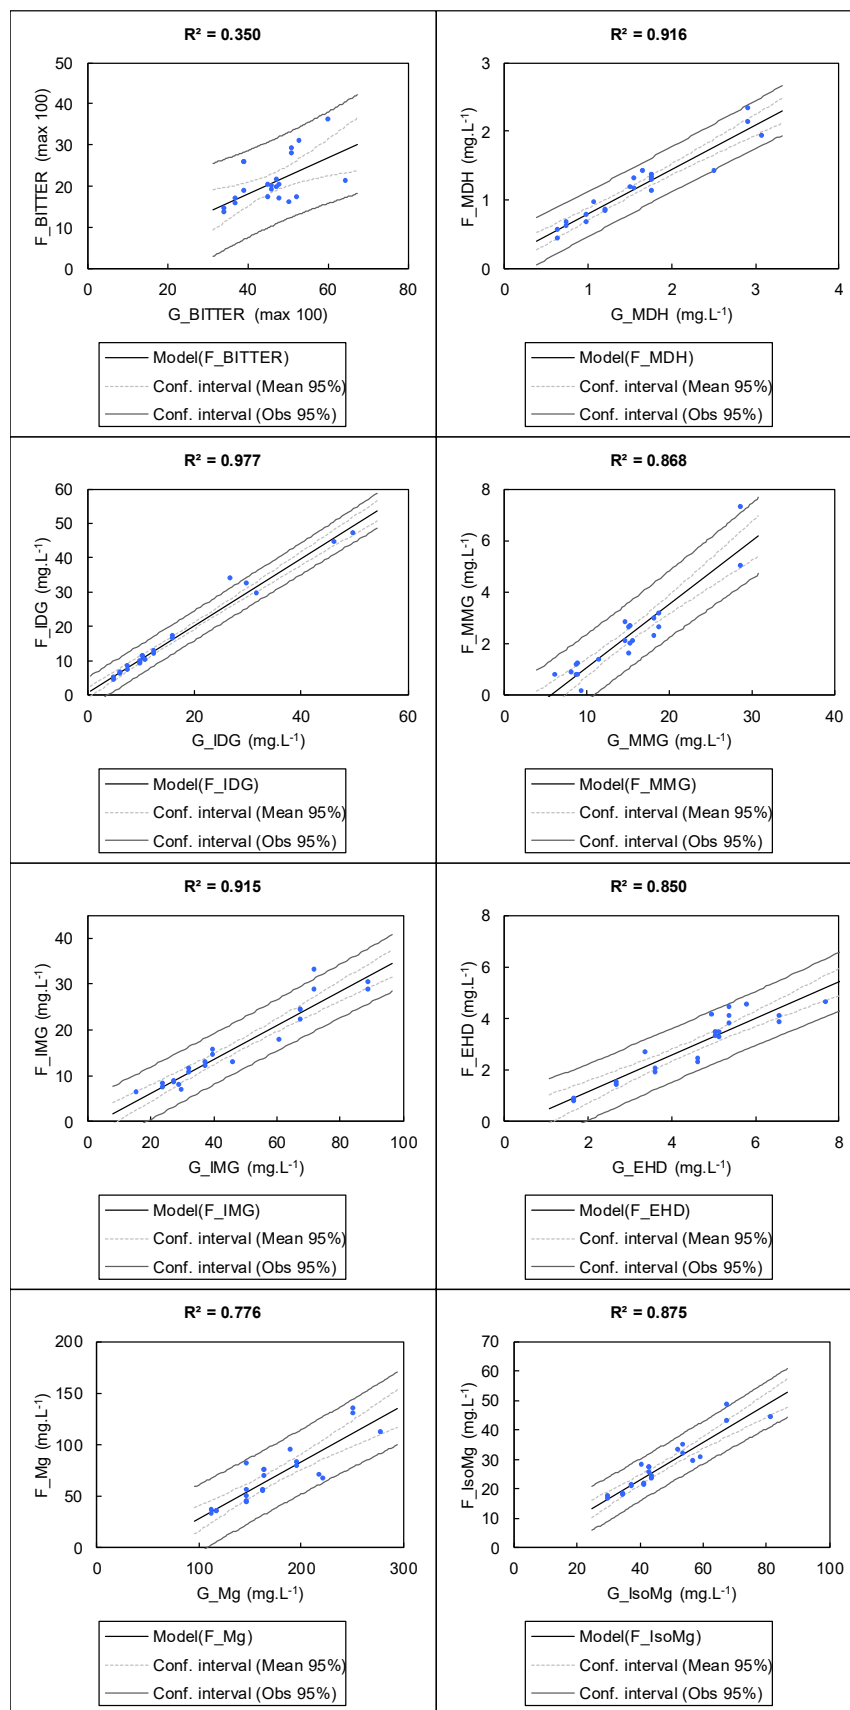 R² = 0.350
50
40
30
20
10
0
F_BITTER (max 100)
0 20 40 60 80
G_BITTER (max 100)
Model(F_BITTER)
Conf. interval (Mean 95%)
Conf. interval (Obs 95%)
R² = 0.916
3
2
1
0
F_MDH (mg.L⁻¹)
0 1 2 3 4
G_MDH (mg.L⁻¹)
Model(F_MDH)
Conf. interval (Mean 95%)
Conf. interval (Obs 95%)
R² = 0.977
60
50
40
30
20
10
0
F_IDG (mg.L⁻¹)
0 20 40 60
G_IDG (mg.L⁻¹)
Model(F_IDG)
Conf. interval (Mean 95%)
Conf. interval (Obs 95%)
R² = 0.868
8
6
4
2
0
F_MMG (mg.L⁻¹)
0 10 20 30 40
G_MMG (mg.L⁻¹)
Model(F_MMG)
Conf. interval (Mean 95%)
Conf. interval (Obs 95%)
R² = 0.915
40
30
20
10
0
F_IMG (mg.L⁻¹)
0 20 40 60 80 100
G_IMG (mg.L⁻¹)
Model(F_IMG)
Conf. interval (Mean 95%)
Conf. interval (Obs 95%)
R² = 0.850
8
6
4
2
0
F_EHD (mg.L⁻¹)
0 2 4 6 8
G_EHD (mg.L⁻¹)
Model(F_EHD)
Conf. interval (Mean 95%)
Conf. interval (Obs 95%)
R² = 0.776
200
150
100
50
0
F_Mg (mg.L⁻¹)
0 100 200 300
G_Mg (mg.L⁻¹)
Model(F_Mg)
Conf. interval (Mean 95%)
Conf. interval (Obs 95%)
R² = 0.875
70
60
50
40
30
20
10
0
F_IsoMg (mg.L⁻¹)
0 20 40 60 80 100
G_IsoMg (mg.L⁻¹)
Model(F_IsoMg)
Conf. interval (Mean 95%)
Conf. interval (Obs 95%)